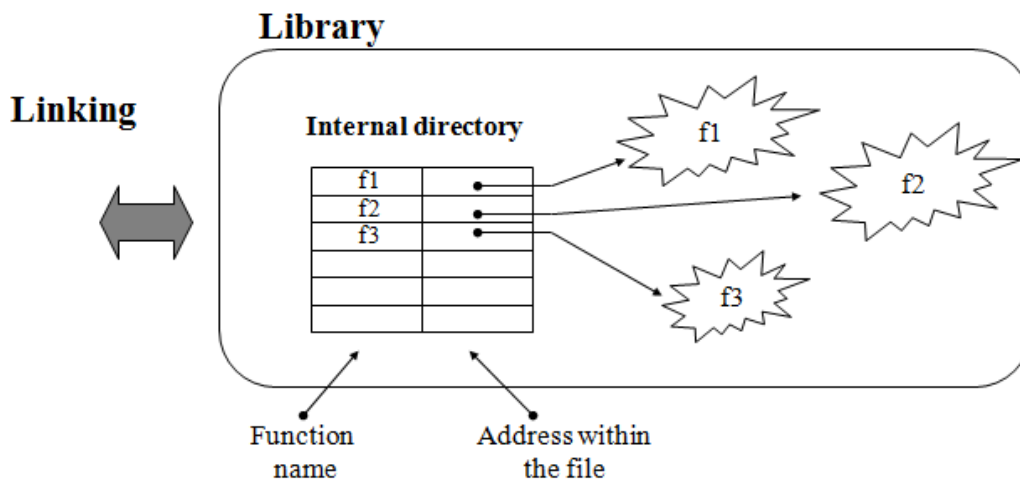 Library
Linking
Internal directory
f1
f2
f3
f1
f2
f3
Function
name
Address within
the file